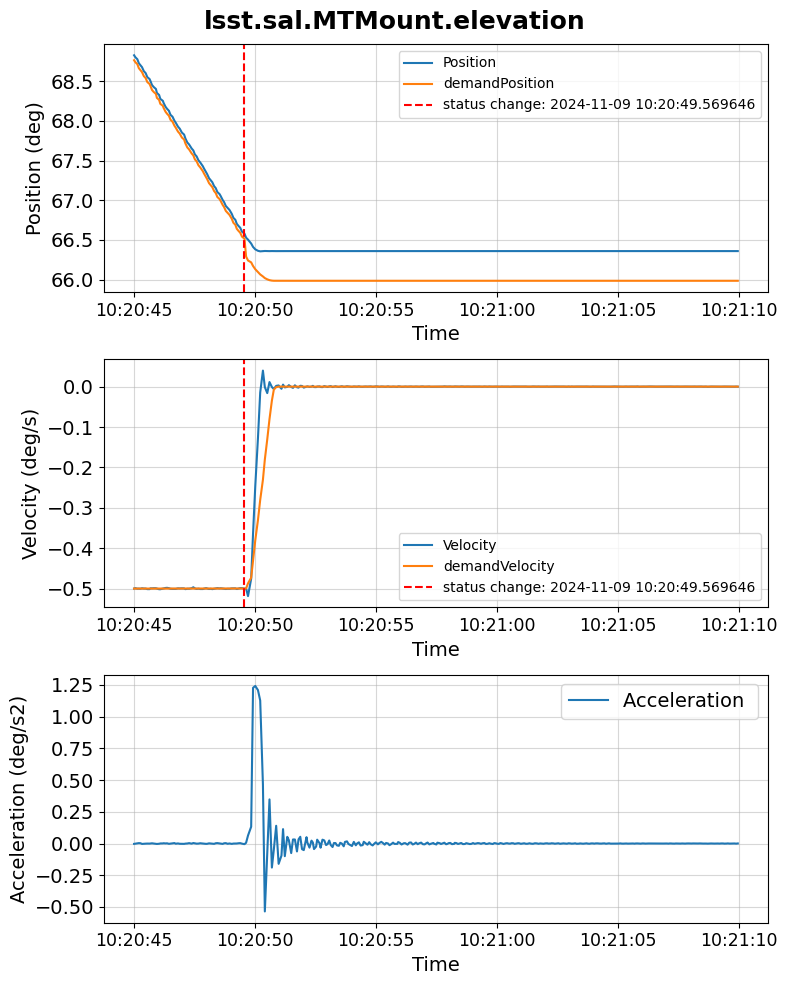 lsst.sal.MTMount.elevation
Position (deg)
68.5
68.0
67.5
67.0
66.5
66.0
Position
demandPosition
status change: 2024-11-09 10:20:49.569646
10:20:45 10:20:50 10:20:55 10:21:00 10:21:05 10:21:10
Time
Velocity (deg/s)
0.0
−0.1
−0.2
−0.3
−0.4
−0.5
Velocity
demandVelocity
status change: 2024-11-09 10:20:49.569646
10:20:45 10:20:50 10:20:55 10:21:00 10:21:05 10:21:10
Time
Acceleration (deg/s2)
1.25
1.00
0.75
0.50
0.25
0.00
−0.25
−0.50
Acceleration
10:20:45 10:20:50 10:20:55 10:21:00 10:21:05 10:21:10
Time